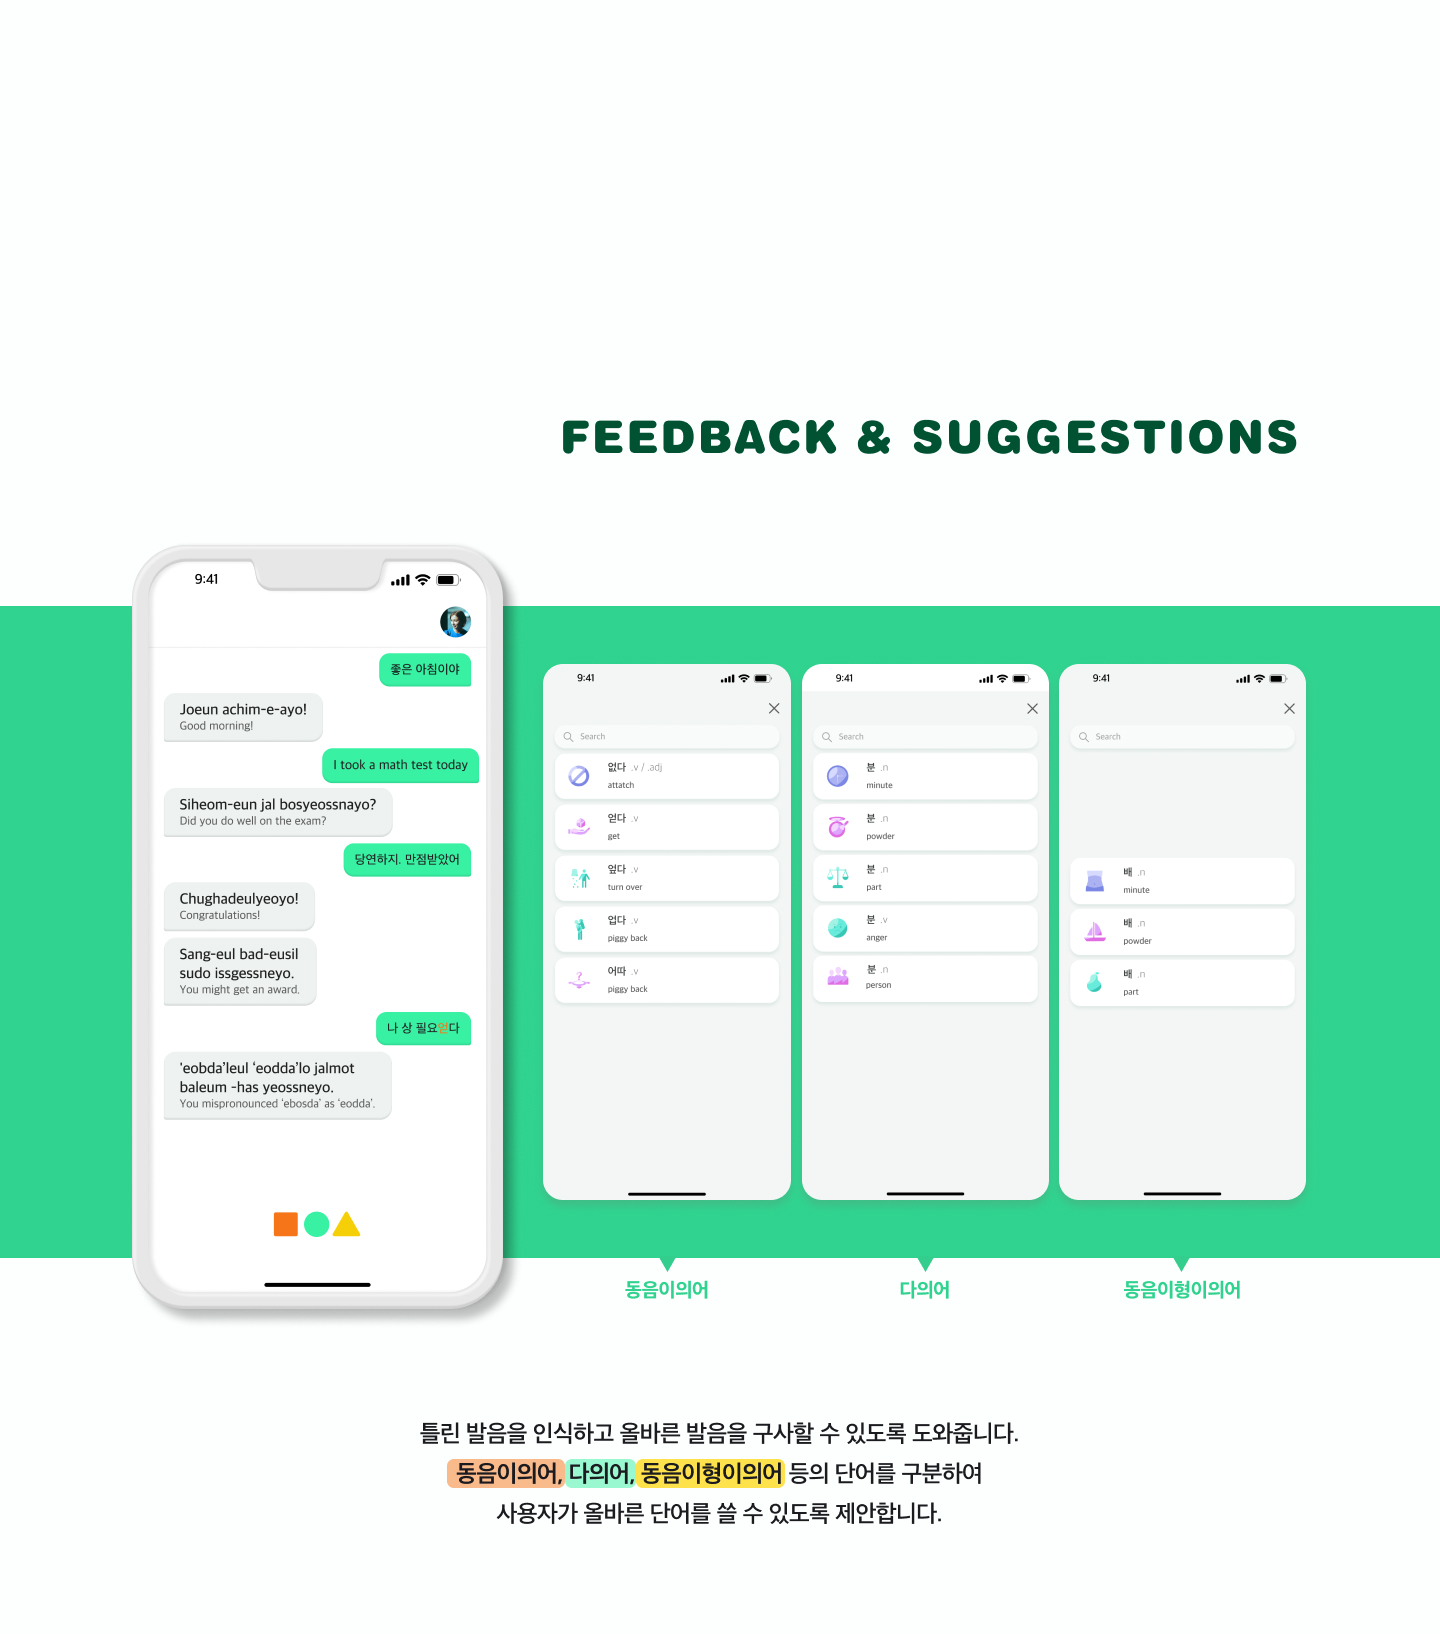 FEEDBACK & SUGGESTIONS
9:41
좋은 아침이야
Joeun achim-e-ayo!
Good morning!
I took a math test today
Siheom-eun jal bosyeossnayo?
Did you do well on the exam?
당연하지. 만점받았어
Chughadeulyeoyo!
Congratulations!
Sang-eul bad-eusil
sudo issgessneyo.
You might get an award.
나 상 필요얻다
'eobda'leul 'eodda'lo jalmot
baleum -has yeossneyo.
You mispronounced 'ebosda' as 'eodda'.
9:41
Search
없다 .v / .adj
attatch
얻다 .v
get
엎다 .v
turn over
업다 .v
piggy back
어따 .v
piggy back
동음이의어
9:41
Search
분 .n
minute
분 .n
powder
분 .n
part
분 .v
anger
분 .n
person
다의어
9:41
Search
배 .n
minute
배 .n
powder
배 .n
part
동음이형이의어
틀린 발음을 인식하고 올바른 발음을 구사할 수 있도록 도와줍니다.
동음이의어, 다의어, 동음이형이의어 등의 단어를 구분하여
사용자가 올바른 단어를 쓸 수 있도록 제안합니다.